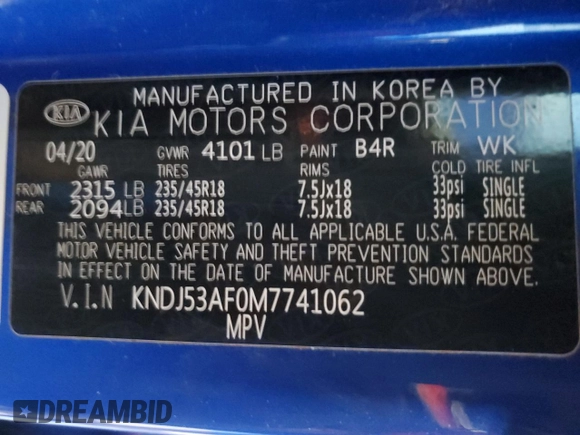 MANUFACTURED IN KOREA BY
KIA KIA MOTORS CORPORATION
04/20 GVWR 4101 LB PAINT B4R TRIM WK
GAWR TIRES RIMS COLD TIRE INFL
FRONT 2315 LB 235/45R18 7.5Jx18 33psi SINGLE
REAR 2094 LB 235/45R18 7.5Jx18 33psi SINGLE
THIS VEHICLE CONFORMS TO ALL APPLICABLE U.S.A. FEDERAL
MOTOR VEHICLE SAFETY AND THEFT PREVENTION STANDARDS
IN EFFECT ON THE DATE OF MANUFACTURE SHOWN ABOVE.
V.I.N KNDJ53AF0M7741062
MPV
DREAMBID